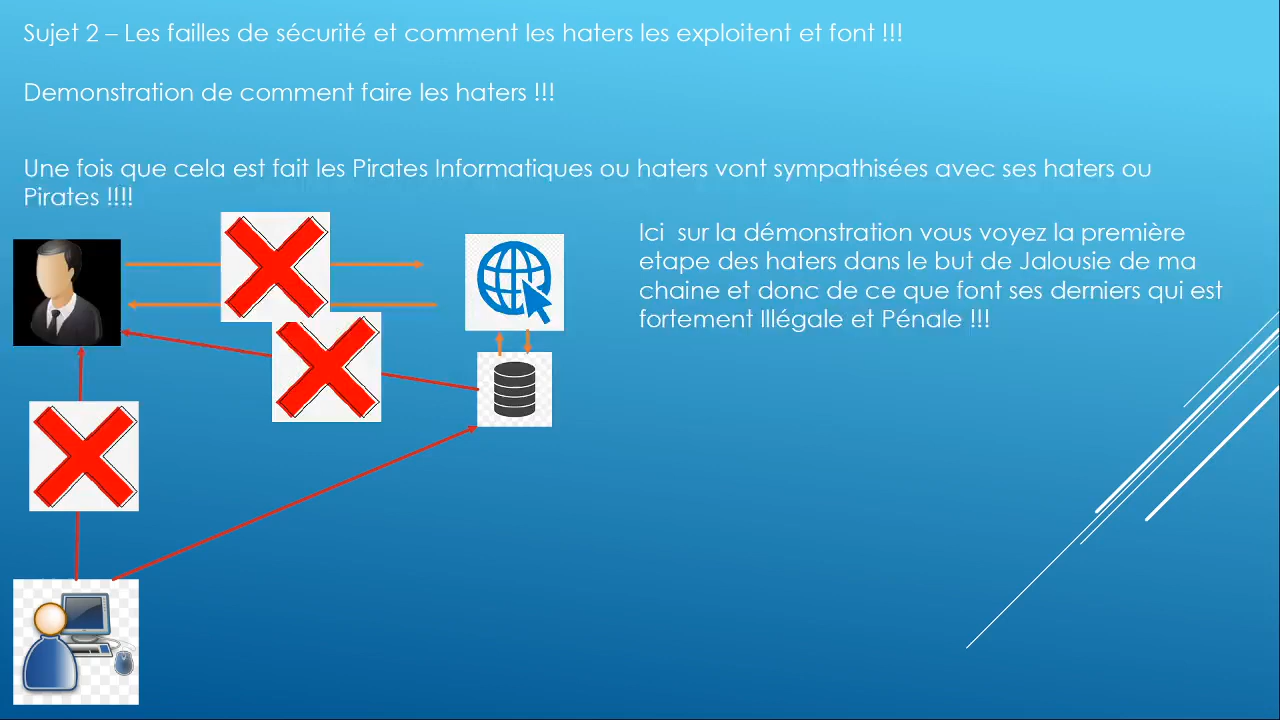 Sujet 2 – Les failles de sécurité et comment les haters les exploitent et font !!!
Demonstration de comment faire les haters !!!
Une fois que cela est fait les Pirates Informatiques ou haters vont sympathisées avec ses haters ou
Pirates !!!!
Ici sur la démonstration vous voyez la première
etape des haters dans le but de Jalousie de ma
chaine et donc de ce que font ses derniers qui est
fortement Illégale et Pénale !!!